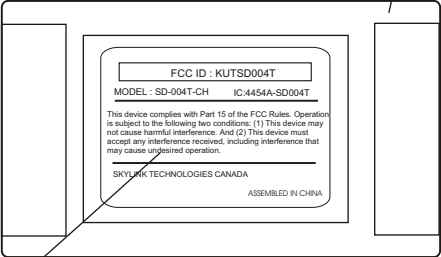 FCC ID : KUTSD004T
MODEL : SD-004T-CH IC:4454A-SD004T
This device complies with Part 15 of the FCC Rules. Operation
is subject to the following two conditions: (1) This device may
not cause harmful interference. And (2) This device must
accept any interference received, including interference that
may cause undesired operation.
SKYLINK TECHNOLOGIES CANADA
ASSEMBLED IN CHINA